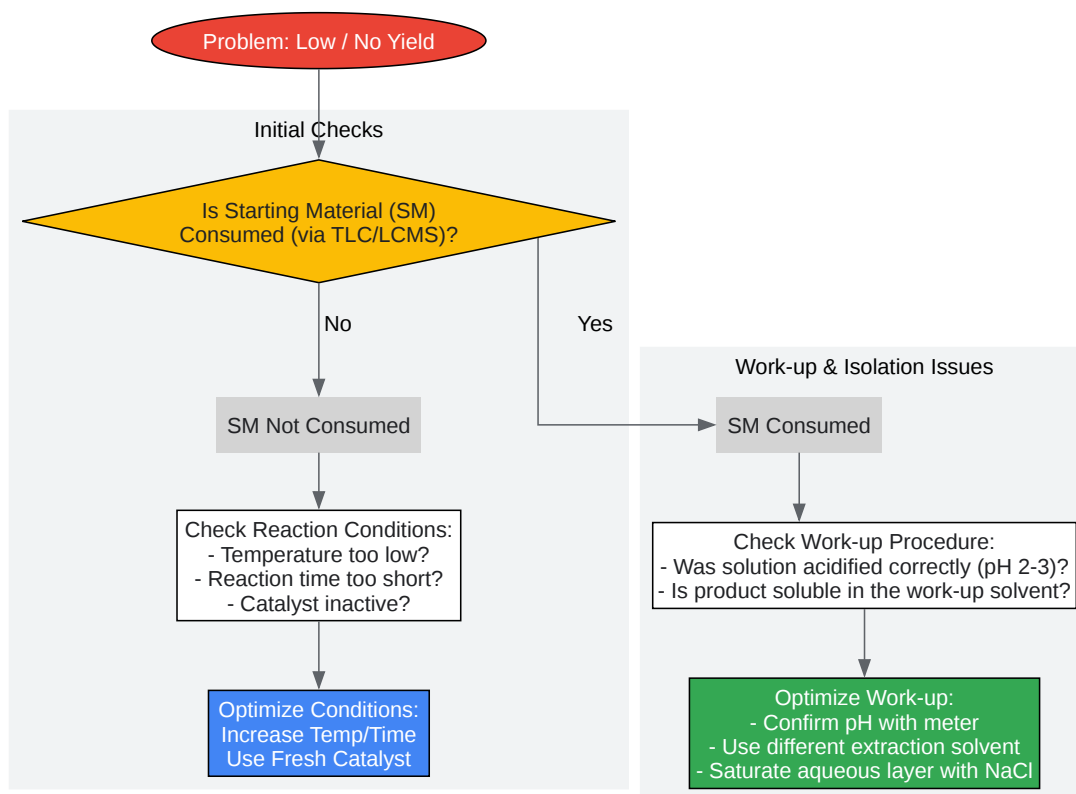 Problem: Low / No Yield
Initial Checks
Is Starting Material (SM)
Consumed (via TLC/LCMS)?
No
Yes
Work-up & Isolation Issues
SM Not Consumed
SM Consumed
Check Reaction Conditions:
- Temperature too low?
- Reaction time too short?
- Catalyst inactive?
Check Work-up Procedure:
- Was solution acidified correctly (pH 2-3)?
- Is product soluble in the work-up solvent?
Optimize Conditions:
Increase Temp/Time
Use Fresh Catalyst
Optimize Work-up:
- Confirm pH with meter
- Use different extraction solvent
- Saturate aqueous layer with NaCl